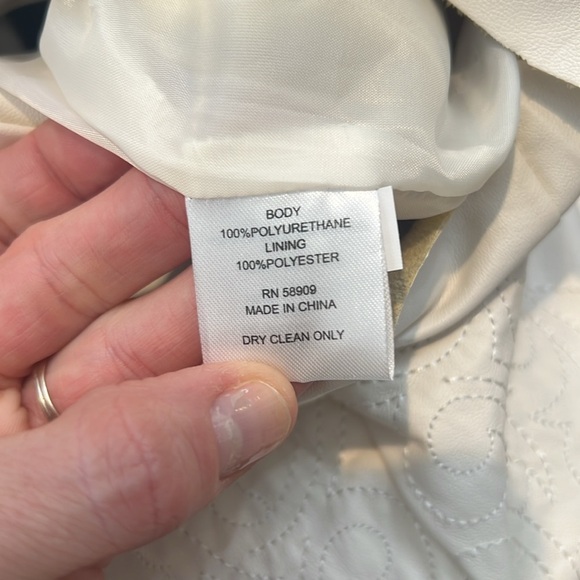 BODY
100%POLYURETHANE
LINING
100%POLYESTER
RN 58909
MADE IN CHINA
DRY CLEAN ONLY